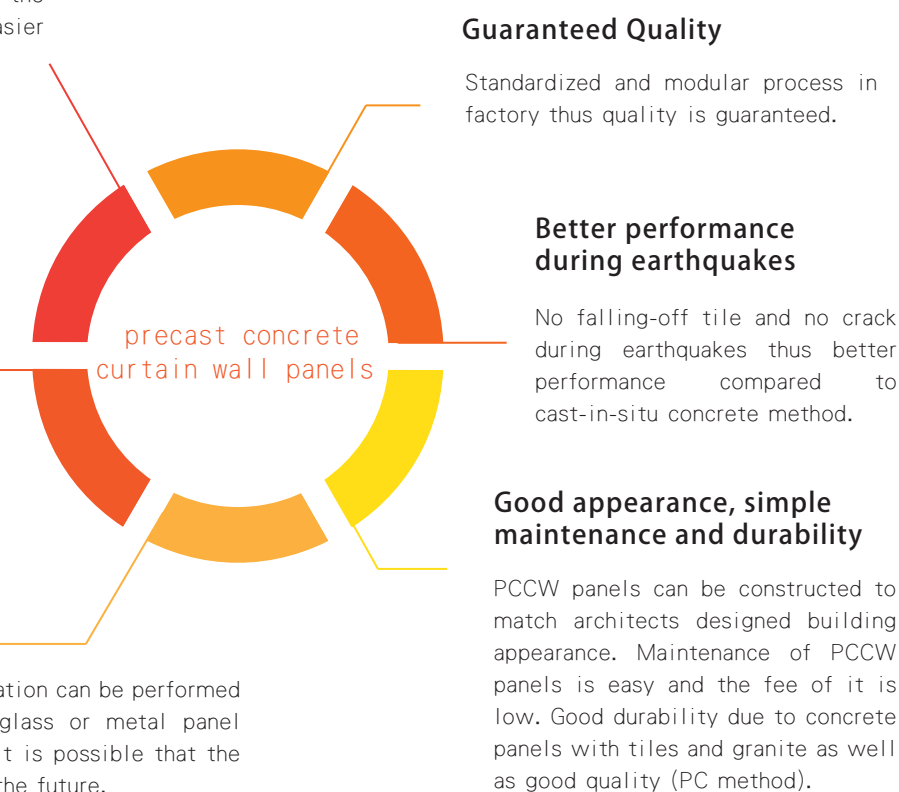 the
asier
Guaranteed Quality
Standardized and modular process in
factory thus quality is guaranteed.
Better performance
during earthquakes
No falling-off tile and no crack
during earthquakes thus better
performance compared to
cast-in-situ concrete method.
precast concrete
curtain wall panels
Good appearance, simple
maintenance and durability
PCCW panels can be constructed to
match architects designed building
appearance. Maintenance of PCCW
panels is easy and the fee of it is
low. Good durability due to concrete
panels with tiles and granite as well
as good quality (PC method).
ation can be performed
glass or metal panel
t is possible that the
the future.